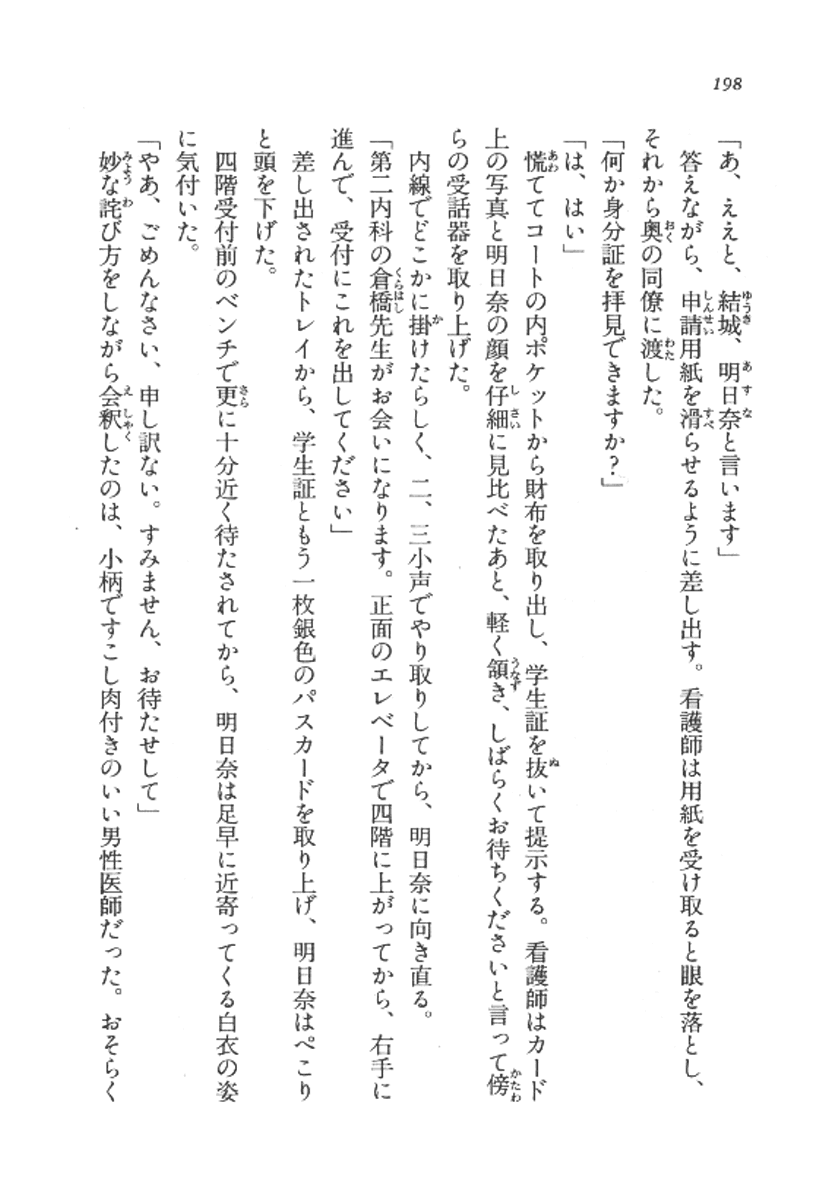 198
「あ、ええと、結城、明日奈と言います」
答えながら、申請用紙を滑らせるように差し出す。看護師は用紙を受け取ると眼を落とし、
それから奥の同僚に渡した。
「何か身分証を拝見できますか？」
「は、はい」
慌ててコートの内ポケットから財布を取り出し、学生証を抜いて提示する。看護師はカード
上の写真と明日奈の顔を仔細に見比べたあと、軽く頷き、しばらくお待ちくださいと言って傍
らの受話器を取り上げた。
内線でどこかに掛けたらしく、二、三小声でやり取りしてから、明日奈に向き直る。
「第二内科の倉橋先生がお会いになります。正面のエレベータで四階に上がってから、右手に
進んで、受付にこれを出してください」
差し出されたトレイから、学生証ともう一枚銀色のパスカードを取り上げ、明日奈はぺこり
と頭を下げた。
四階受付前のベンチで更に十分近く待たされてから、明日奈は足早に近寄ってくる白衣の姿
に気付いた。
「やあ、ごめんなさい、申し訳ない。すみません、お待たせして」
妙な詫び方をしながら会釈したのは、小柄ですこし肉付きのいい男性医師だった。おそらく